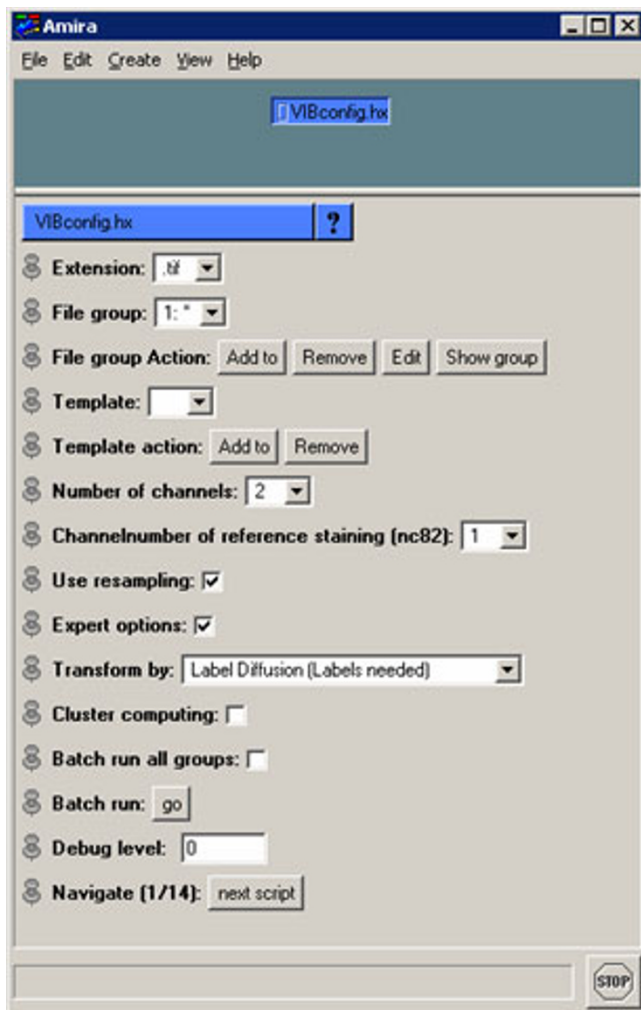 Amira
File Edit Create View Help
VIBconfig.hx
VIBconfig.hx ?
Extension: .tif
File group: 1: *
File group Action: Add to Remove Edit Show group
Template:
Template action: Add to Remove
Number of channels: 2
Channelnumber of reference staining (nc82): 1
Use resampling:
Expert options:
Transform by: Label Diffusion (Labels needed)
Cluster computing:
Batch run all groups:
Batch run: go
Debug level: 0
Navigate (1/14): next script
STOP